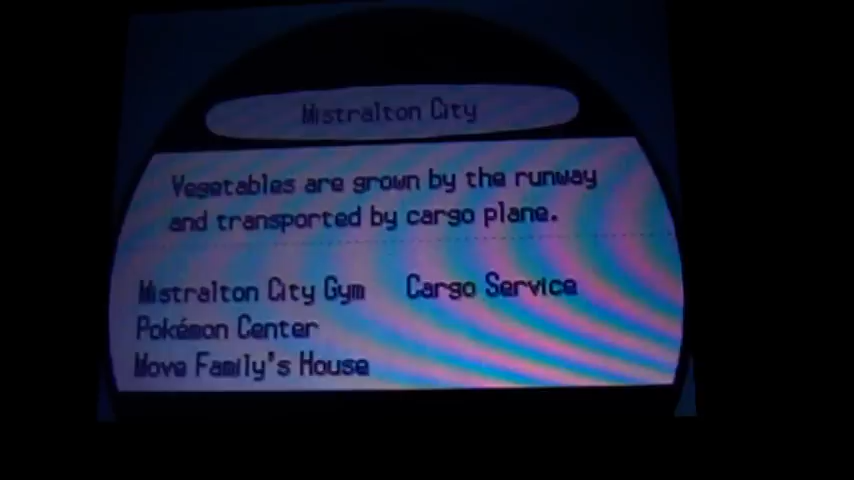 Mistralton City
Vegetables are grown by the runway
and transported by cargo plane.
Mistralton City Gym Cargo Service
Pokémon Center
Move Family's House